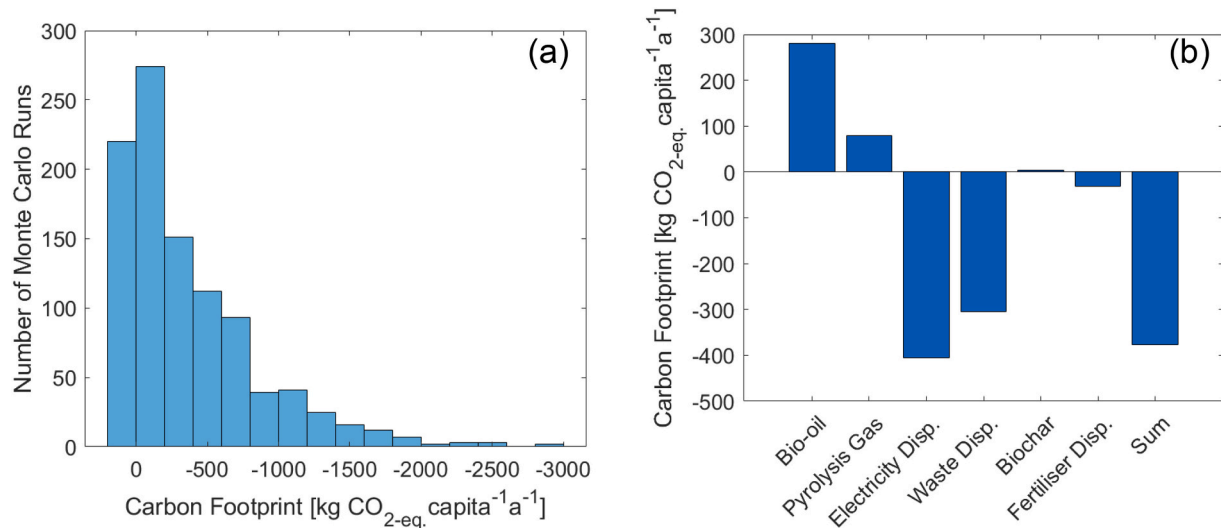 (a)
Number of Monte Carlo Runs
300
250
200
150
100
50
0
0 -500 -1000 -1500 -2000 -2500 -3000
Carbon Footprint [kg CO2-eq. capita-1a-1]
(b)
Carbon Footprint [kg CO2-eq. capita-1a-1]
300
200
100
0
-100
-200
-300
-400
-500
Bio-oil
Pyrolysis Gas
Electricity Disp.
Waste Disp.
Biochar
Fertiliser Disp.
Sum